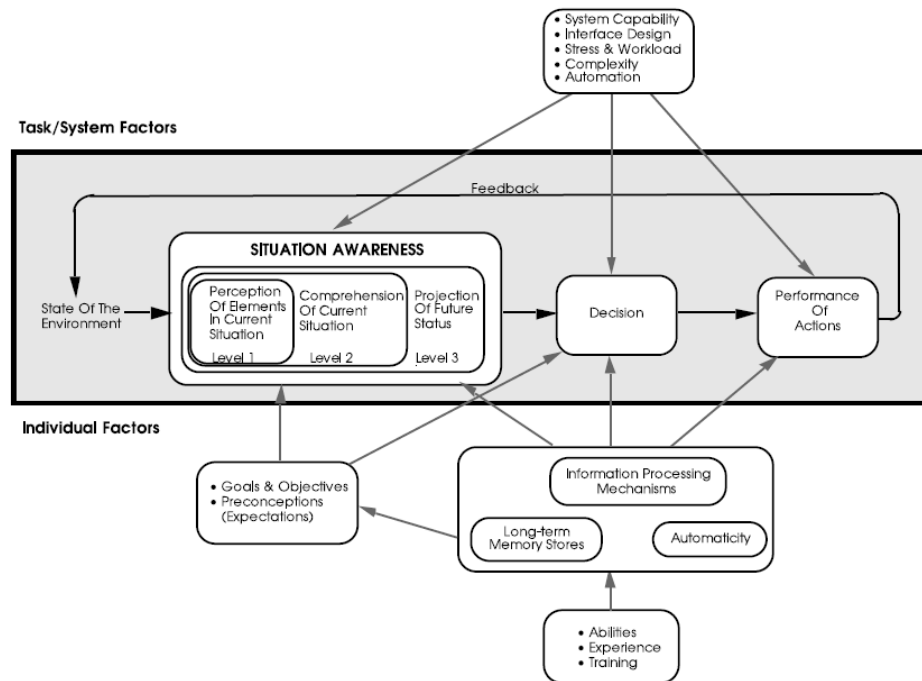 • System Capability
• Interface Design
• Stress & Workload
• Complexity
• Automation
Task/System Factors
Feedback
SITUATION AWARENESS
State Of The
Environment
Perception
Of Elements
In Current
Situation
Level 1
Comprehension
Of Current
Situation
Level 2
Projection
Of Future
Status
Level 3
Decision
Performance
Of
Actions
Individual Factors
• Goals & Objectives
• Preconceptions
(Expectations)
Information Processing
Mechanisms
Long-term
Memory Stores
Automaticity
• Abilities
• Experience
• Training